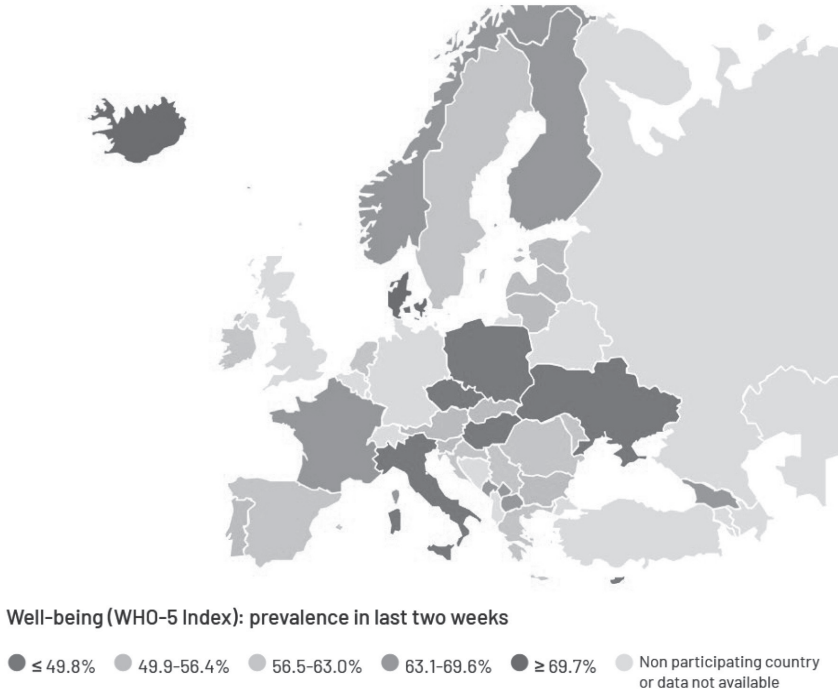 Well-being (WHO-5 Index): prevalence in last two weeks
≤ 49.8% 49.9-56.4% 56.5-63.0% 63.1-69.6% ≥ 69.7% Non participating country
or data not available